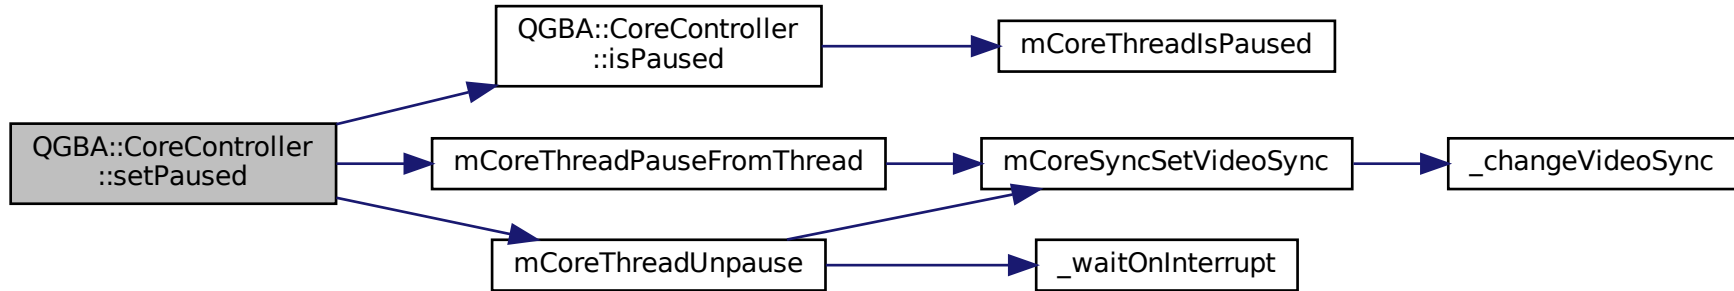 QGBA::CoreController
::setPaused
QGBA::CoreController
::isPaused
mCoreThreadIsPaused
mCoreThreadPauseFromThread
mCoreSyncSetVideoSync
_changeVideoSync
mCoreThreadUnpause
_waitOnInterrupt